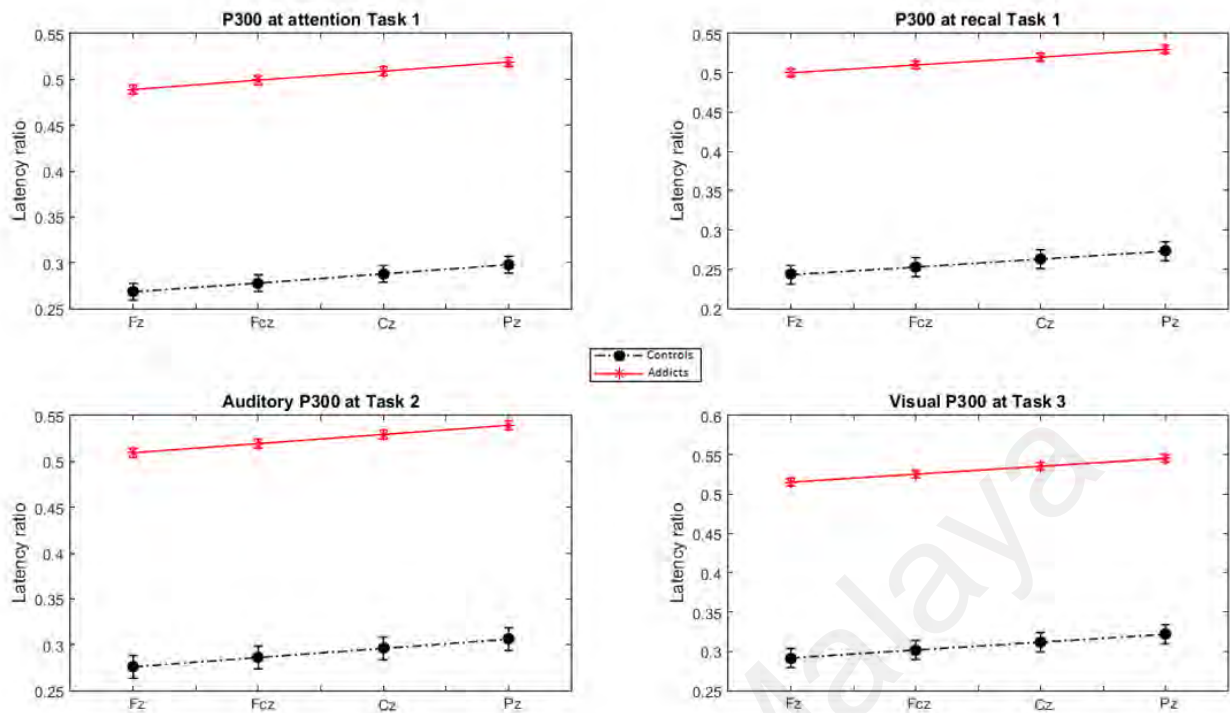 P300 at attention Task 1
0.55
0.5
0.45
0.4
0.35
0.3
0.25
Latency ratio
Fz Fcz Cz Pz
P300 at recal Task 1
0.55
0.5
0.45
0.4
0.35
0.3
0.25
0.2
Latency ratio
Fz Fcz Cz Pz
Controls
Addicts
Auditory P300 at Task 2
0.55
0.5
0.45
0.4
0.35
0.3
0.25
Latency ratio
Fz Fcz Cz Pz
Visual P300 at Task 3
0.6
0.55
0.5
0.45
0.4
0.35
0.3
0.25
Latency ratio
Fz Fcz Cz Pz
Malaya